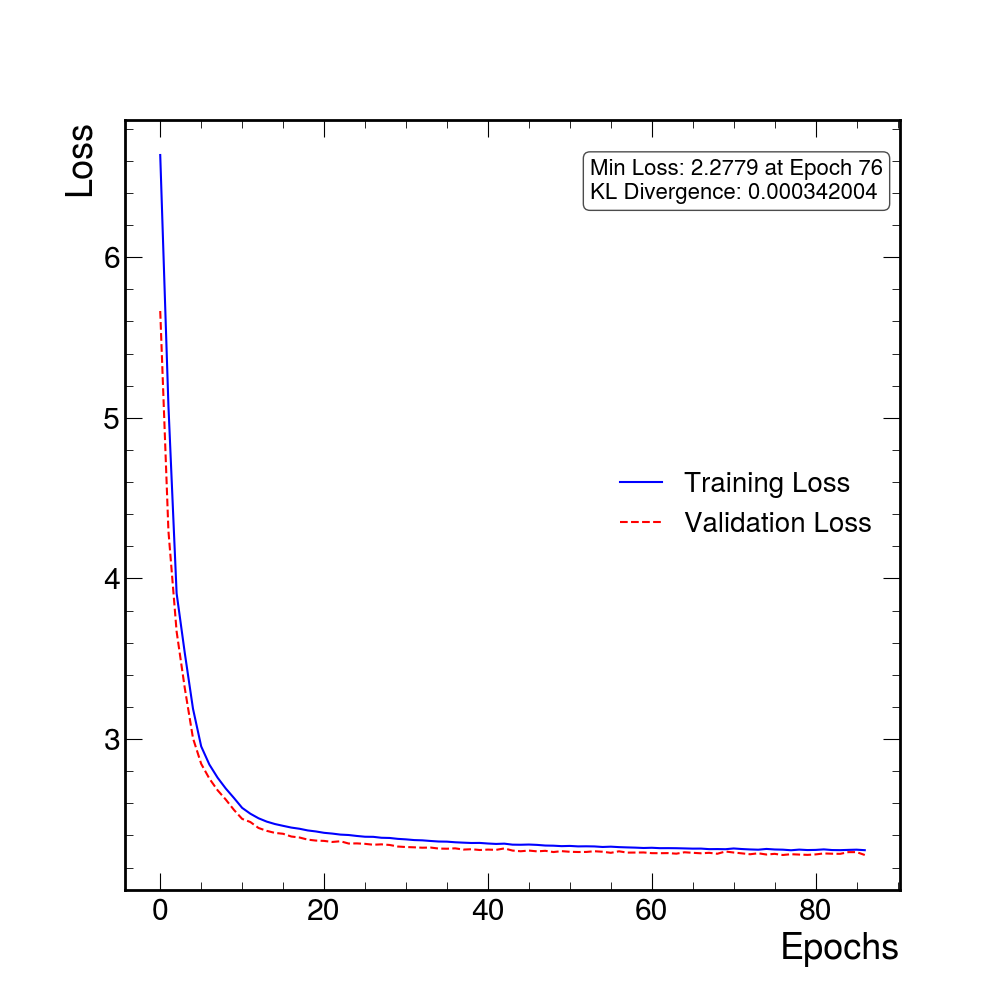 Loss
Min Loss: 2.2779 at Epoch 76
KL Divergence: 0.000342004
6
5
4
3
Training Loss
Validation Loss
0 20 40 60 80
Epochs